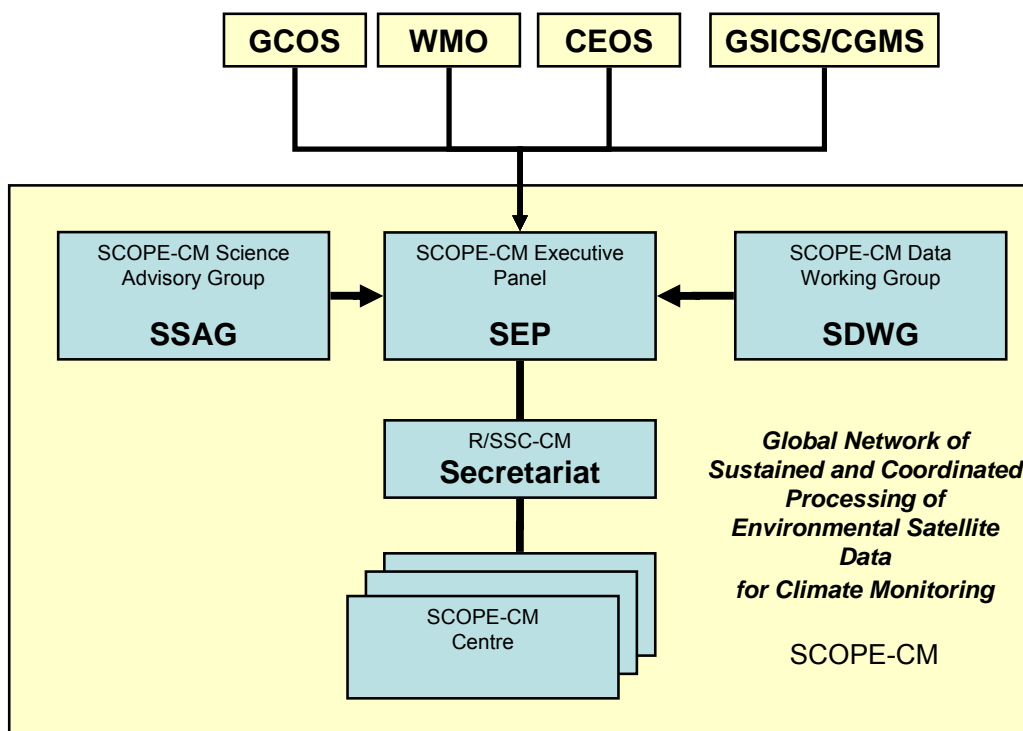 GCOS
WMO
CEOS
GSICS/CGMS
SCOPE-CM Science
Advisory Group
SSAG
SCOPE-CM Executive
Panel
SEP
SCOPE-CM Data
Working Group
SDWG
R/SSC-CM
Secretariat
SCOPE-CM
Centre
Global Network of
Sustained and Coordinated
Processing of
Environmental Satellite
Data
for Climate Monitoring
SCOPE-CM